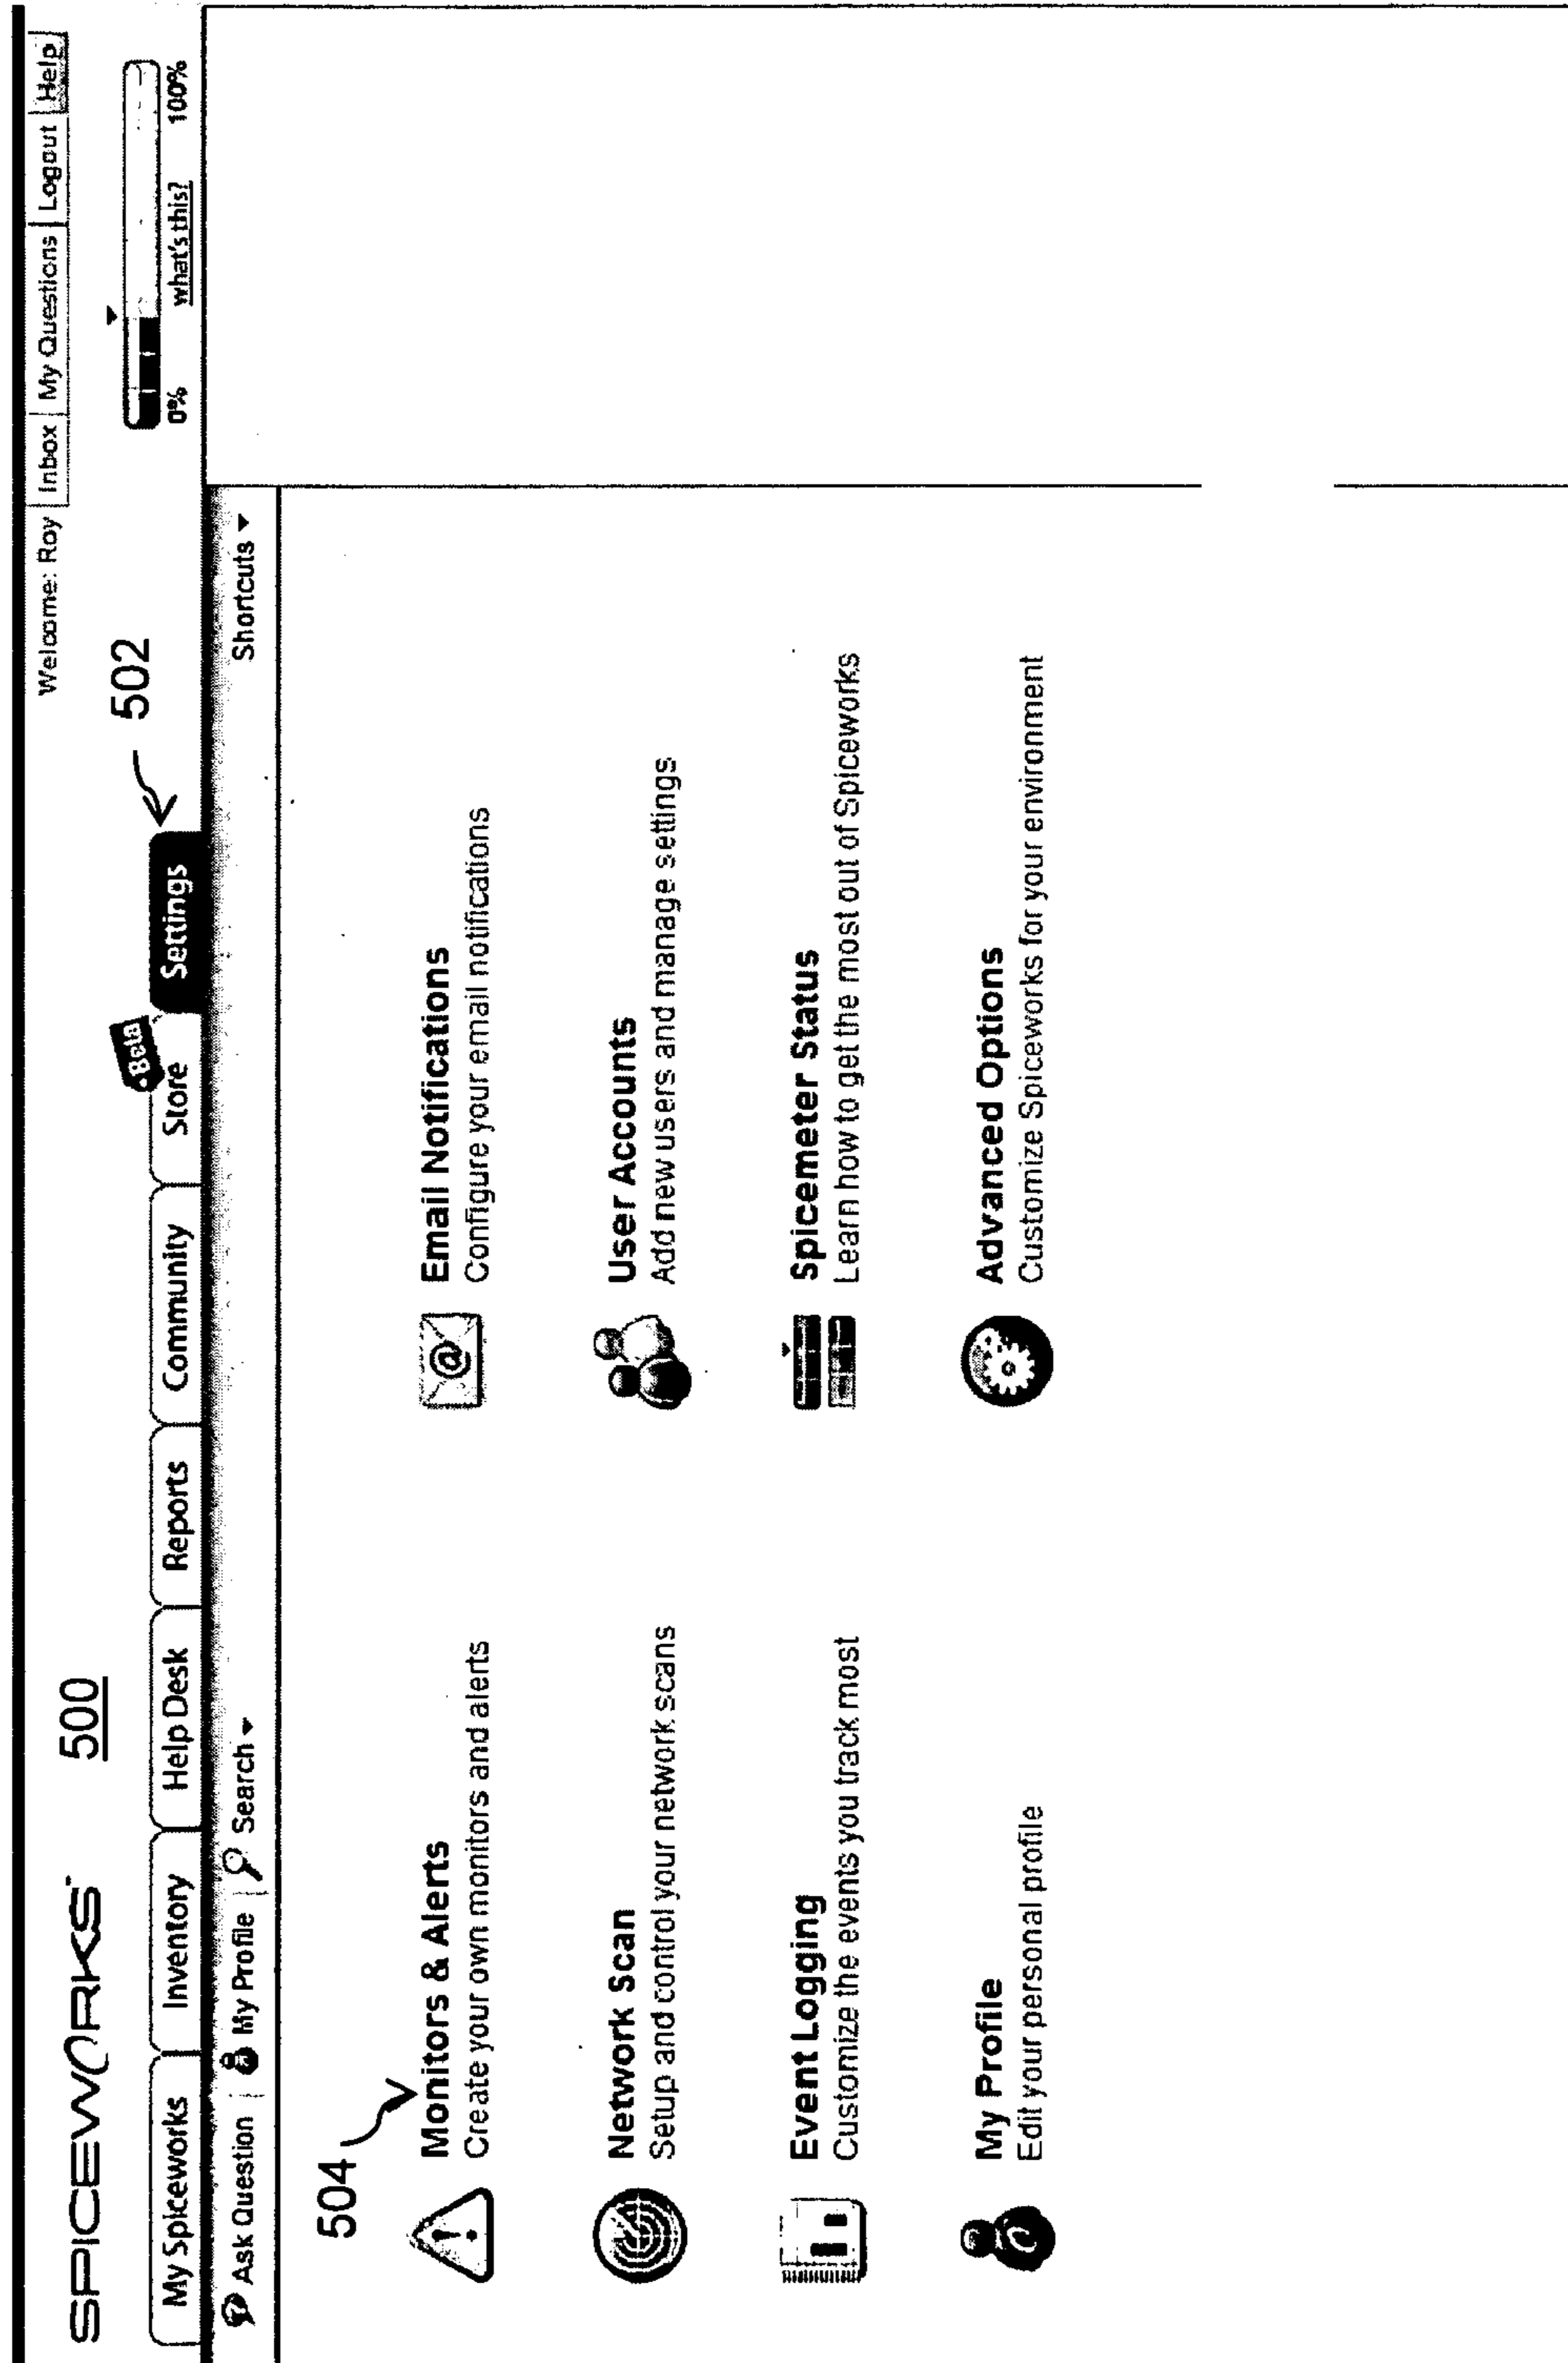 Welcome: Roy | Inbox | My Questions | Logout | Help
SPICEWORKS 500
0% what's this? 100%
502
My Spiceworks Inventory Help Desk Reports Community Store Beta Settings
Ask Question | My Profile | Search Shortcuts
504
Monitors & Alerts
Create your own monitors and alerts
Email Notifications
Configure your email notifications
Network Scan
Setup and control your network scans
User Accounts
Add new users and manage settings
Event Logging
Customize the events you track most
Spicemeter Status
Learn how to get the most out of Spiceworks
My Profile
Edit your personal profile
Advanced Options
Customize Spiceworks for your environment